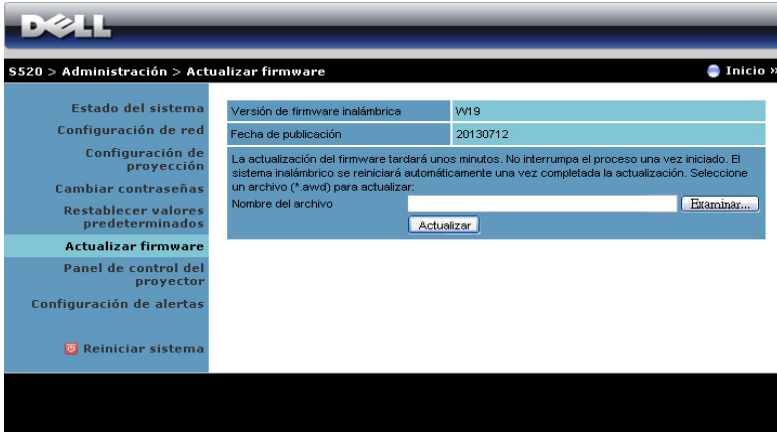 DELL
S520 > Administración > Actualizar firmware
Inicio »
Estado del sistema
Configuración de red
Configuración de
proyección
Cambiar contraseñas
Restablecer valores
predeterminados
Actualizar firmware
Panel de control del
proyector
Configuración de alertas
Reiniciar sistema
Versión de firmware inalámbrica
W19
Fecha de publicación
20130712
La actualización del firmware tardará unos minutos. No interrumpa el proceso una vez iniciado. El
sistema inalámbrico se reiniciará automáticamente una vez completada la actualización. Seleccione
un archivo (*.awd) para actualizar:
Nombre del archivo
Examinar...
Actualizar